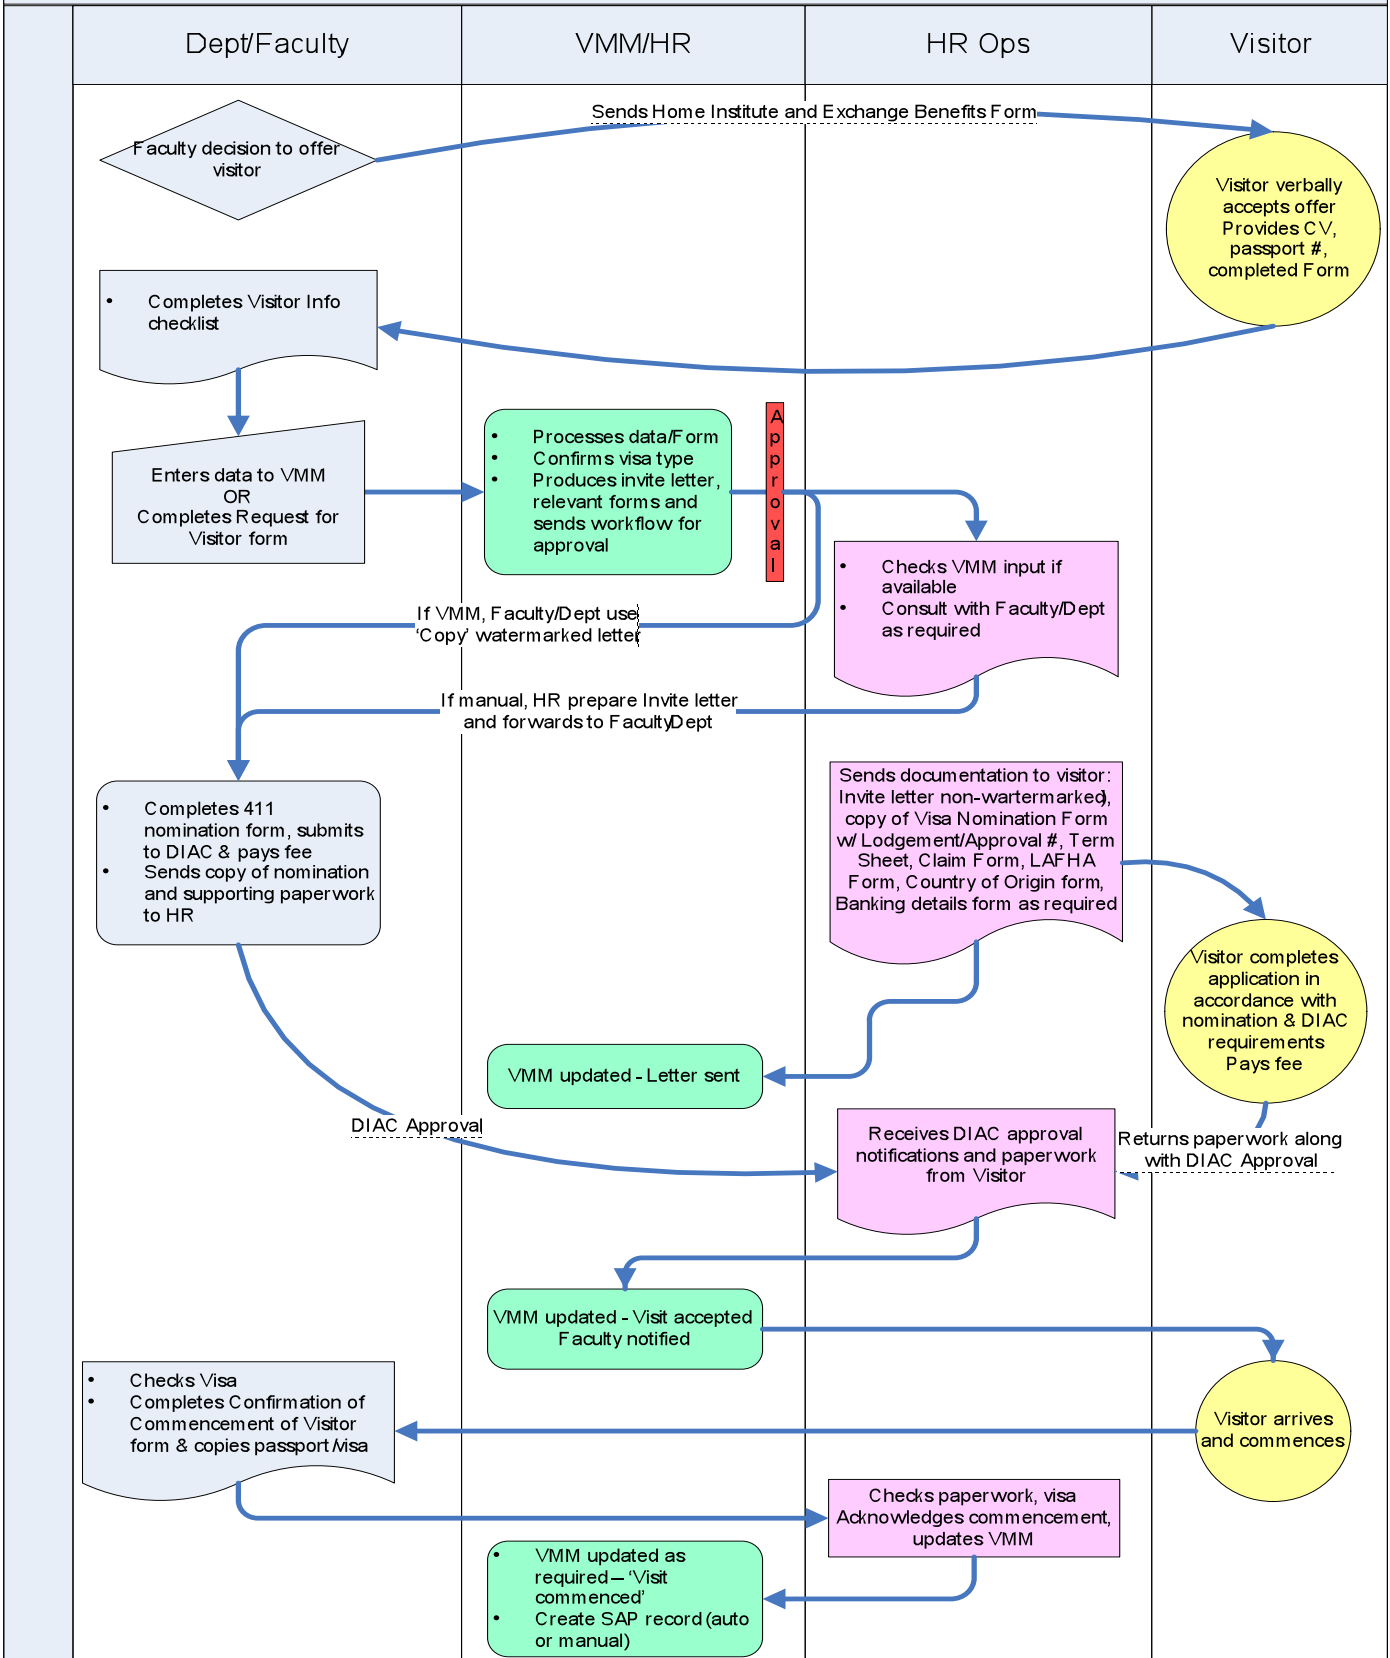 Dept/Faculty
VMM/HR
HR Ops
Visitor
Sends Home Institute and Exchange Benefits Form
Faculty decision to offer
visitor
Visitor verbally
accepts offer
Provides CV,
passport #,
completed Form
• Completes Visitor Info
checklist
Enters data to VMM
OR
Completes Request for
Visitor form
• Processes data/Form
• Confirms visa type
• Produces invite letter,
relevant forms and
sends workflow for
approval
A
p
p
r
o
v
a
l
• Checks VMM input if
available
• Consult with Faculty/Dept
as required
If VMM, Faculty/Dept use
‘Copy’ watermarked letter
If manual, HR prepare Invite letter
and forwards to FacultyDept
• Completes 411
nomination form, submits
to DIAC & pays fee
• Sends copy of nomination
and supporting paperwork
to HR
Sends documentation to visitor:
Invite letter non-wartermarked),
copy of Visa Nomination Form
w/ Lodgement/Approval #, Term
Sheet, Claim Form, LAFHA
Form, Country of Origin form,
Banking details form as required
Visitor completes
application in
accordance with
nomination & DIAC
requirements
Pays fee
VMM updated - Letter sent
DIAC Approval
Receives DIAC approval
notifications and paperwork
from Visitor
Returns paperwork along
with DIAC Approval
VMM updated - Visit accepted
Faculty notified
• Checks Visa
• Completes Confirmation of
Commencement of Visitor
form & copies passport/visa
Visitor arrives
and commences
Checks paperwork, visa
Acknowledges commencement,
updates VMM
• VMM updated as
required – ‘Visit
commenced’
• Create SAP record (auto
or manual)